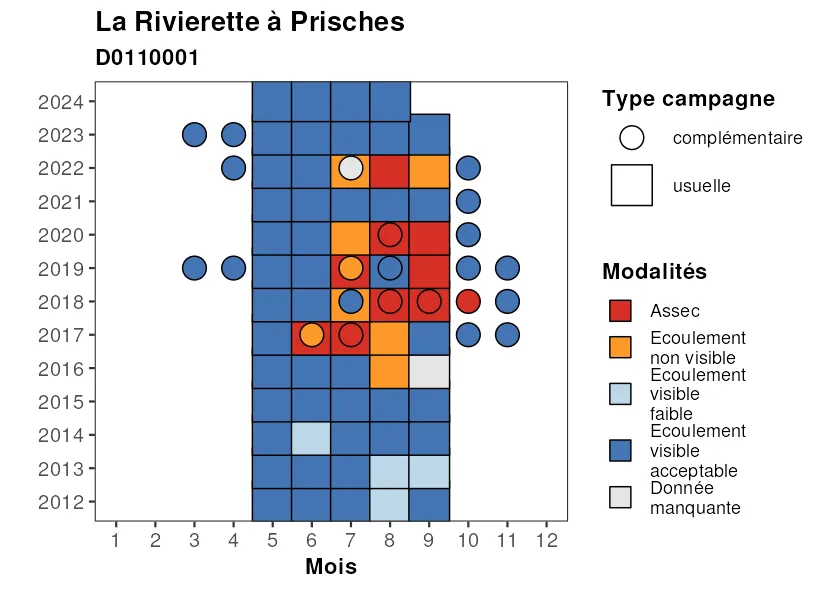 La Rivierette à Prisches
D0110001
2024
2023
2022
2021
2020
2019
2018
2017
2016
2015
2014
2013
2012
1 2 3 4 5 6 7 8 9 10 11 12
Mois
Type campagne
complémentaire
usuelle
Modalités
Assec
Ecoulement
non visible
Ecoulement
visible
faible
Ecoulement
visible
acceptable
Donnée
manquante